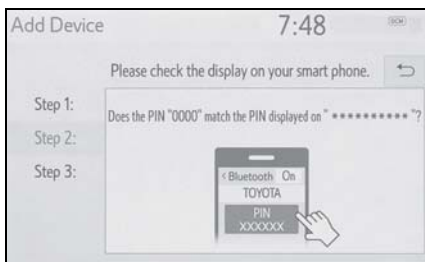 Add Device 7:48 DCM
Please check the display on your smart phone.
Step 1:
Does the PIN "0000" match the PIN displayed on " ********** "?
Step 2:
Step 3:
< Bluetooth On
TOYOTA
PIN
XXXXXX